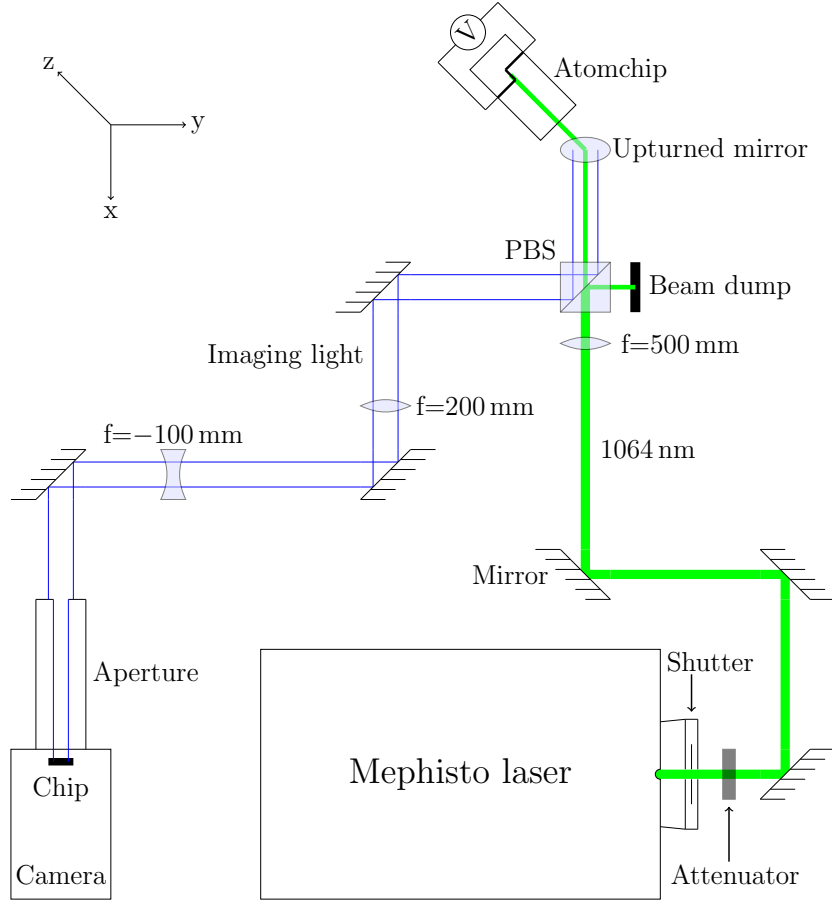 V
Atomchip
z
y
x
Upturned mirror
PBS
Beam dump
Imaging light
f=500 mm
f=200 mm
f=−100 mm
1064 nm
Mirror
Shutter
Aperture
Mephisto laser
Chip
Camera
Attenuator